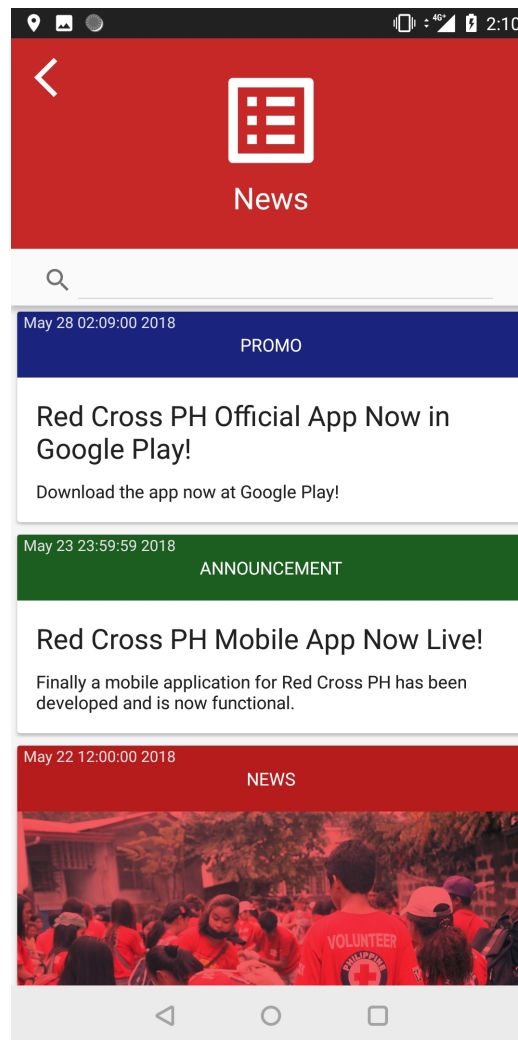 4G+
2:10
News
May 28 02:09:00 2018
PROMO
Red Cross PH Official App Now in
Google Play!
Download the app now at Google Play!
May 23 23:59:59 2018
ANNOUNCEMENT
Red Cross PH Mobile App Now Live!
Finally a mobile application for Red Cross PH has been
developed and is now functional.
May 22 12:00:00 2018
NEWS
VOLUNTEER
PHILIPPINE